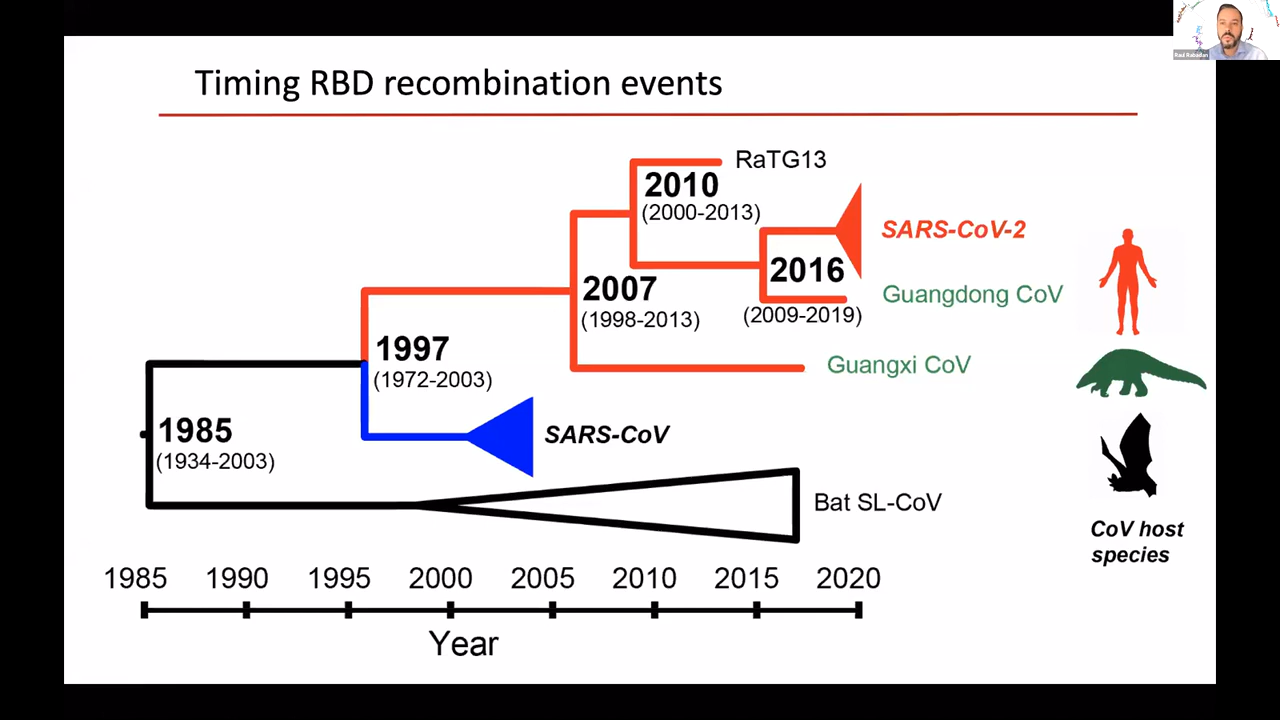 Timing RBD recombination events
RaTG13
2010
(2000-2013)
SARS-CoV-2
2016
(2009-2019)
Guangdong CoV
2007
(1998-2013)
Guangxi CoV
1997
(1972-2003)
SARS-CoV
1985
(1934-2003)
Bat SL-CoV
CoV host
species
1985 1990 1995 2000 2005 2010 2015 2020
Year